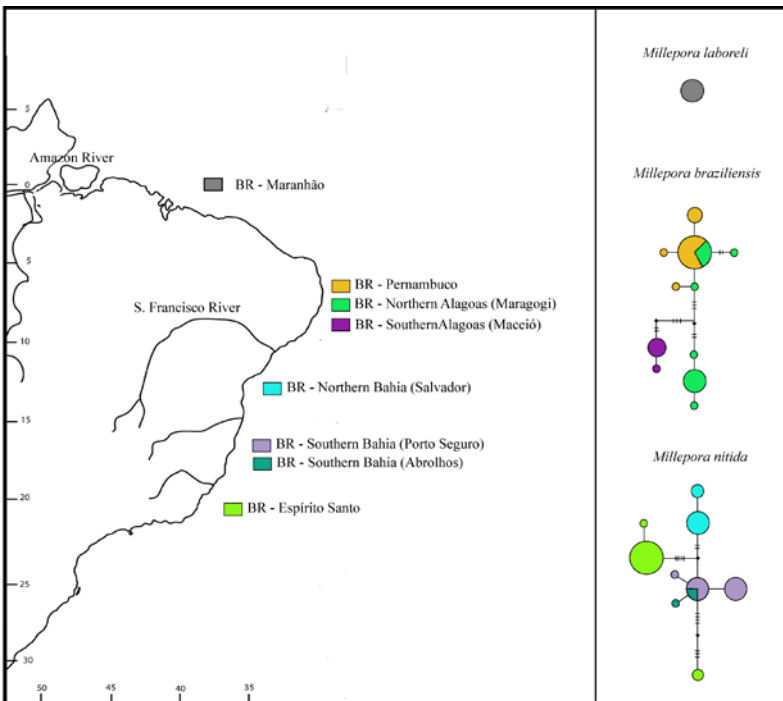 Millepora laboreli
5
Amazon River
0
BR - Maranhão
Millepora braziliensis
5
BR - Pernambuco
S. Francisco River
BR - Northern Alagoas (Maragogi)
BR - SouthernAlagoas (Maceió)
10
BR - Northern Bahia (Salvador)
15
BR - Southern Bahia (Porto Seguro)
BR - Southern Bahia (Abrolhos)
Millepora nitida
20
BR - Espírito Santo
25
30
50
45
40
35